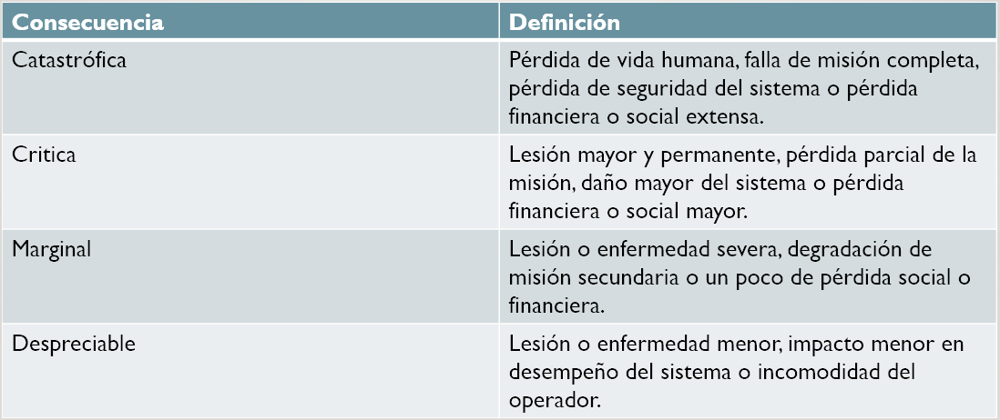 Consecuencia
Definición
Catastrófica
Pérdida de vida humana, falla de misión completa,
pérdida de seguridad del sistema o pérdida
financiera o social extensa.
Critica
Lesión mayor y permanente, pérdida parcial de la
misión, daño mayor del sistema o pérdida
financiera o social mayor.
Marginal
Lesión o enfermedad severa, degradación de
misión secundaria o un poco de pérdida social o
financiera.
Despreciable
Lesión o enfermedad menor, impacto menor en
desempeño del sistema o incomodidad del
operador.